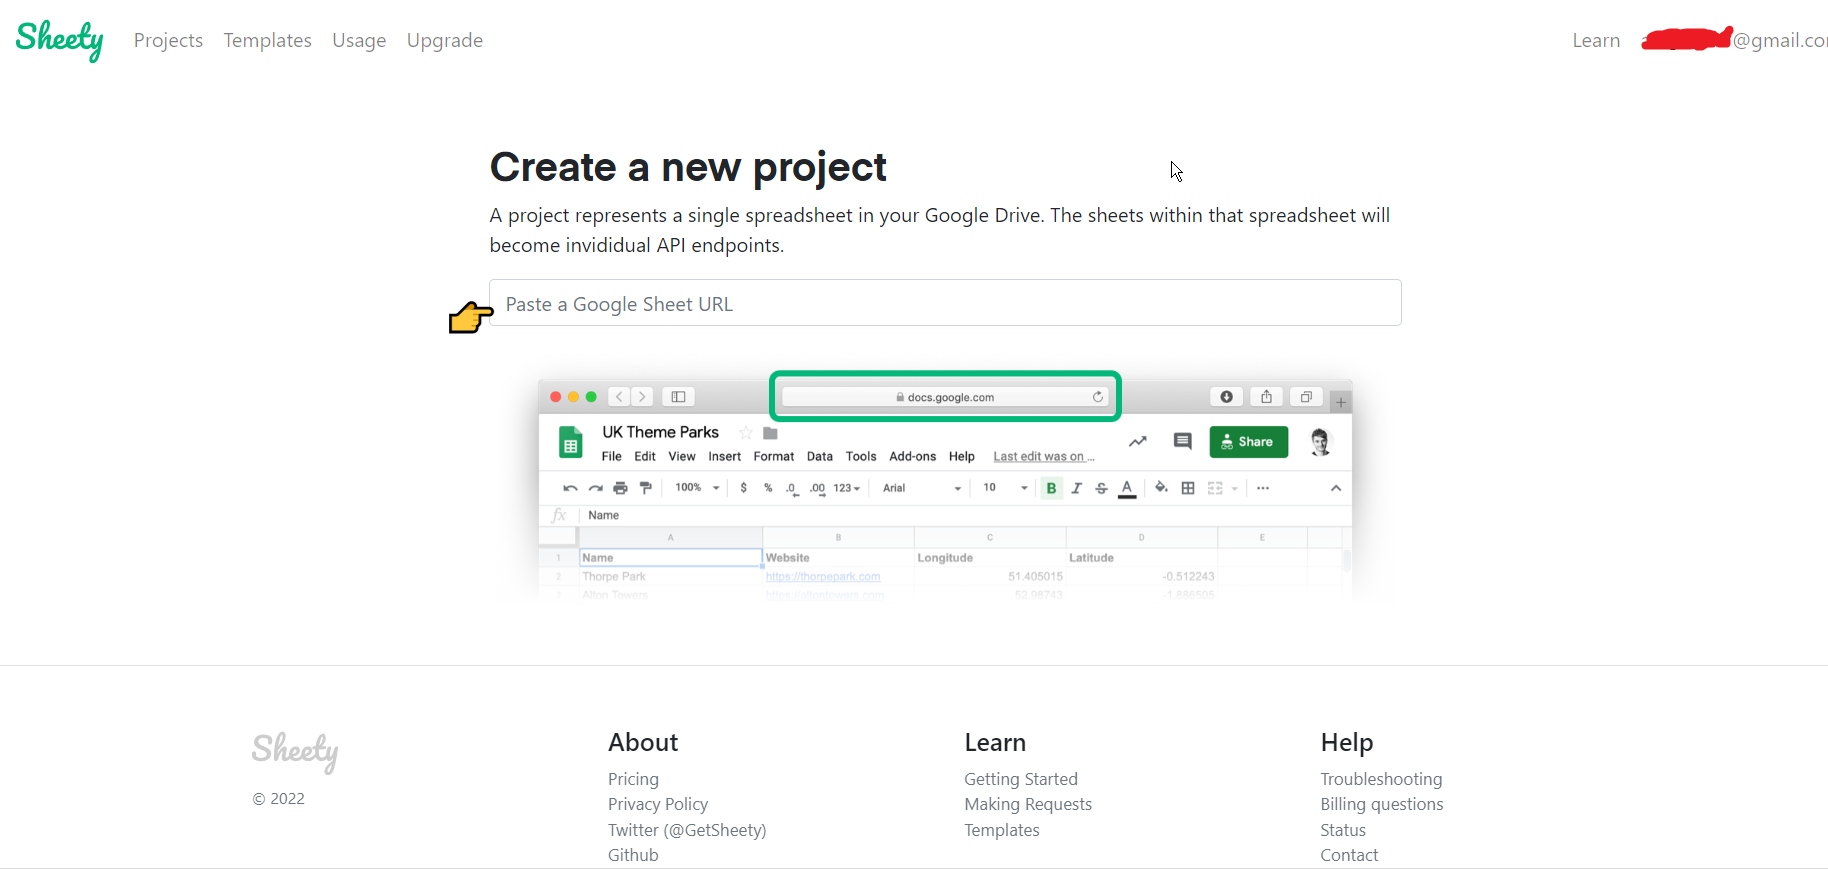 Sheety Projects Templates Usage Upgrade Learn @gmail.co
Create a new project
A project represents a single spreadsheet in your Google Drive. The sheets within that spreadsheet will
become invididual API endpoints.
Paste a Google Sheet URL
docs.google.com
UK Theme Parks
Share
File Edit View Insert Format Data Tools Add-ons Help Last edit was on ...
100% $ % .0 .00 123 Arial 10 B I S A
fx Name
A B C D E
1 Name Website Longitude Latitude
2 Thorpe Park https://thorpepark.com 51.405015 -0.512243
3 Alton Towers https://altontowers.com 52.98743 -1.886505
Sheety
© 2022
About
Pricing
Privacy Policy
Twitter (@GetSheety)
Github
Learn
Getting Started
Making Requests
Templates
Help
Troubleshooting
Billing questions
Status
Contact